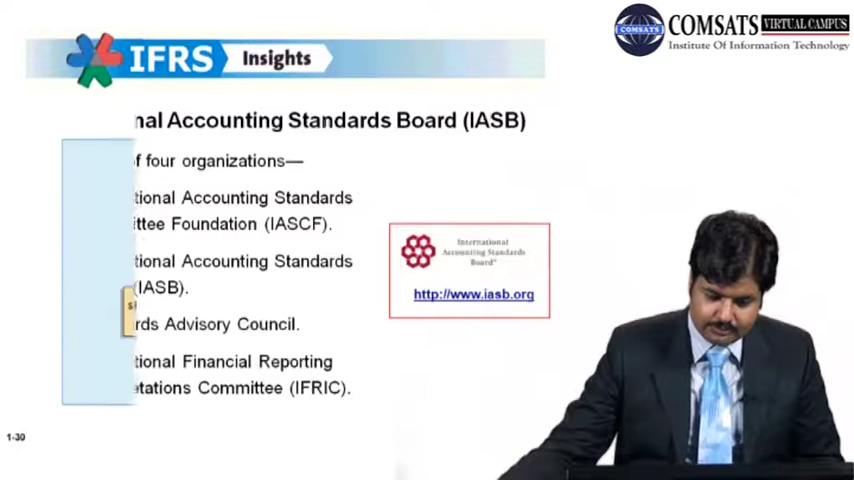 COMSATS VIRTUAL CAMPUS
COMSATS
Institute Of Information Technology
IFRS Insights
nal Accounting Standards Board (IASB)
of four organizations—
tional Accounting Standards
ittee Foundation (IASCF).
International
Accounting Standards
Board®
tional Accounting Standards
(IASB).
http://www.iasb.org
rds Advisory Council.
tional Financial Reporting
etations Committee (IFRIC).
1-30